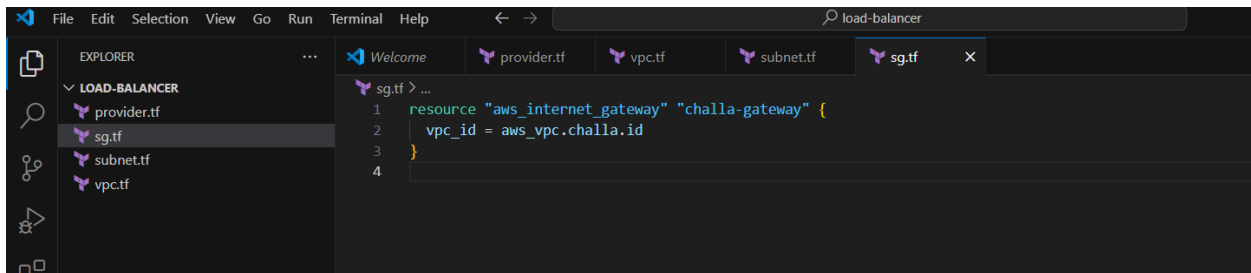 File Edit Selection View Go Run Terminal Help
load-balancer
EXPLORER
Welcome
provider.tf
vpc.tf
subnet.tf
sg.tf
LOAD-BALANCER
provider.tf
sg.tf
subnet.tf
vpc.tf
sg.tf > ...
1 resource "aws_internet_gateway" "challa-gateway" {
2 vpc_id = aws_vpc.challa.id
3 }
4